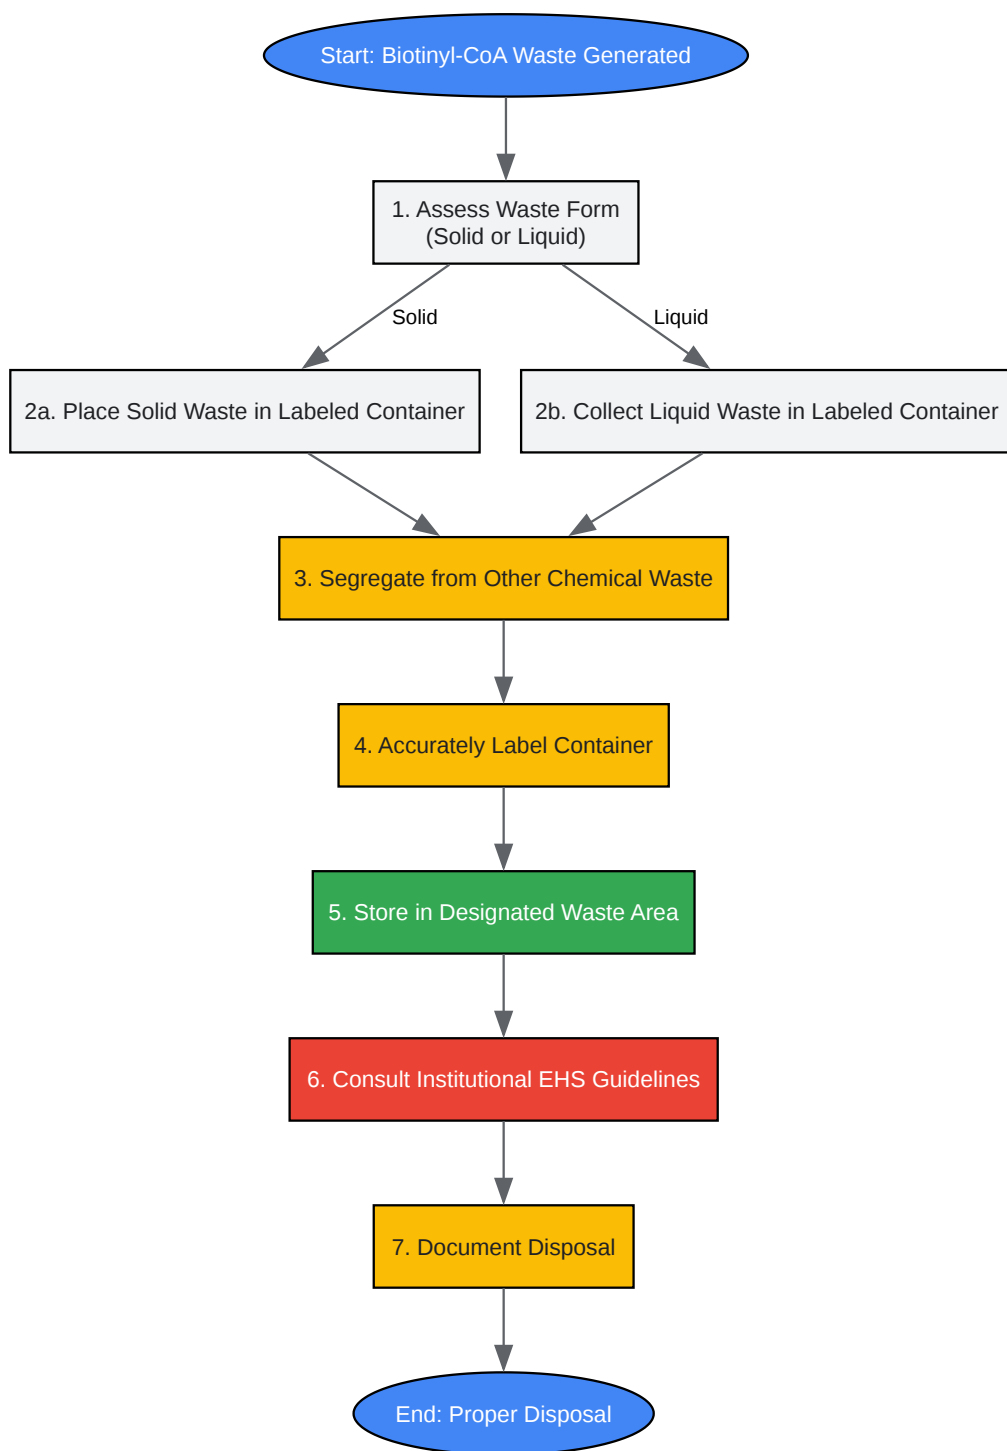 Start: Biotinyl-CoA Waste Generated
1. Assess Waste Form
(Solid or Liquid)
Solid
Liquid
2a. Place Solid Waste in Labeled Container
2b. Collect Liquid Waste in Labeled Container
3. Segregate from Other Chemical Waste
4. Accurately Label Container
5. Store in Designated Waste Area
6. Consult Institutional EHS Guidelines
7. Document Disposal
End: Proper Disposal